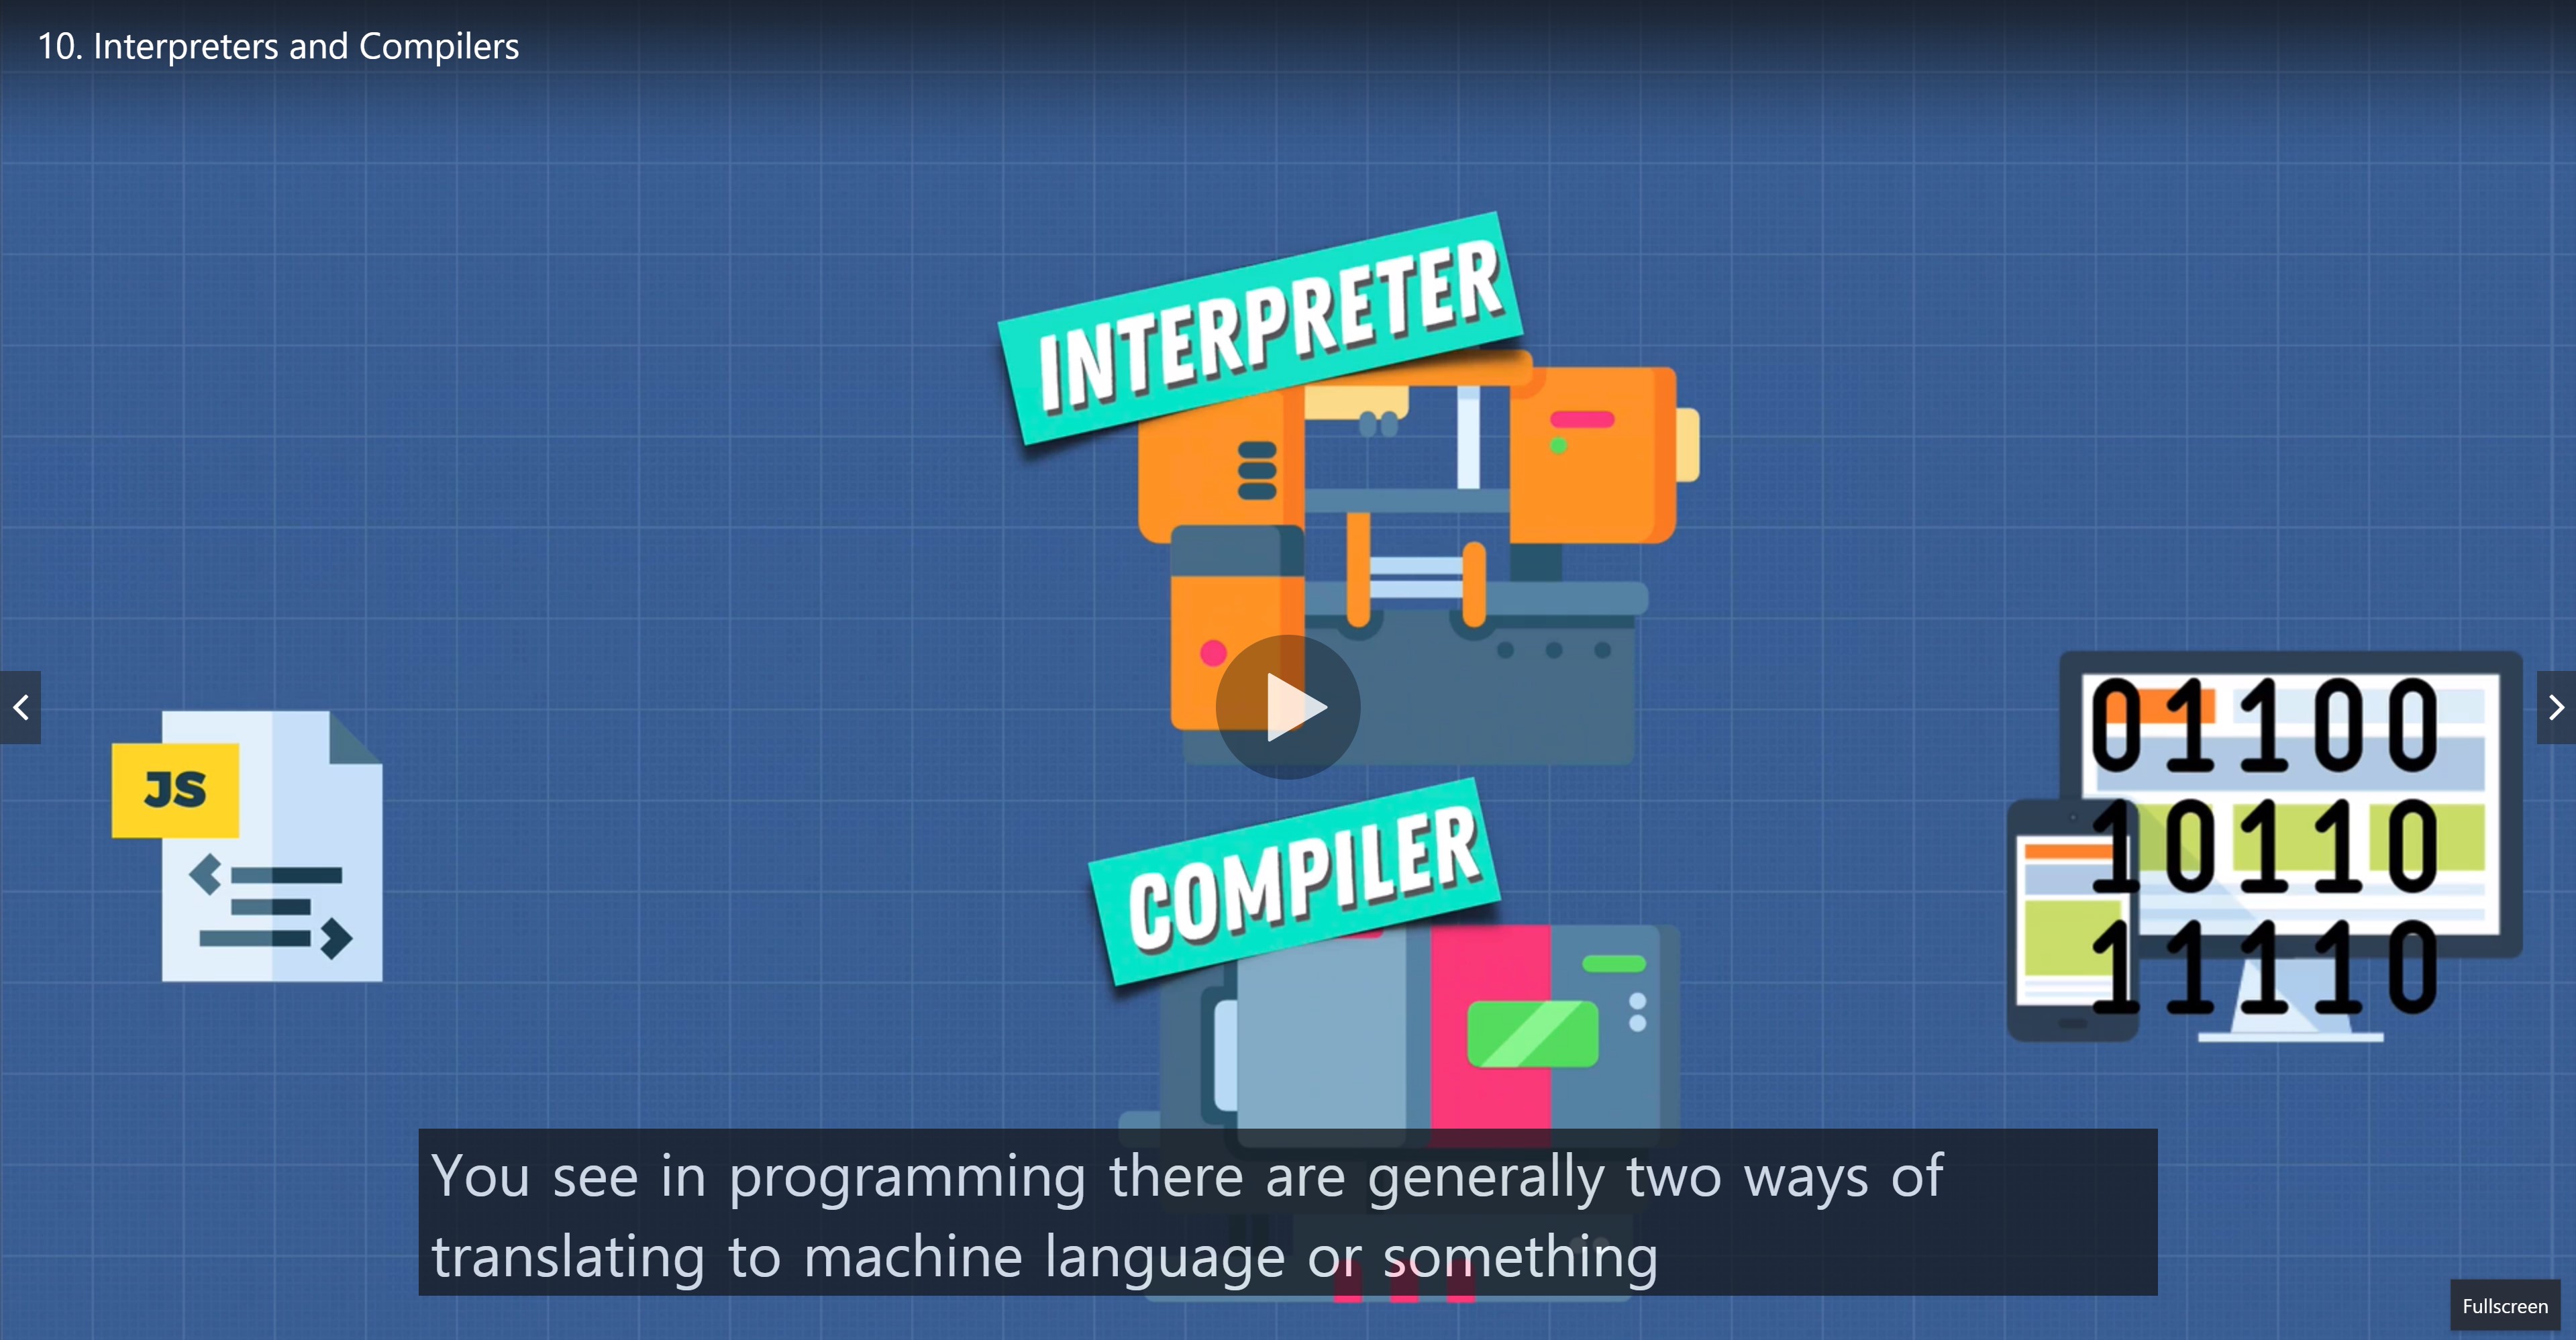 10. Interpreters and Compilers
INTERPRETER
JS
COMPILER
01100
10110
11110
You see in programming there are generally two ways of
translating to machine language or something
Fullscreen